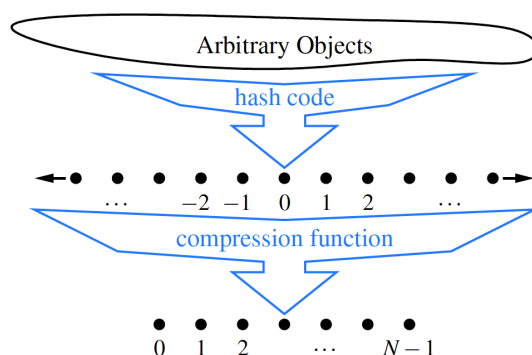 Arbitrary Objects
hash code
... −2 −1 0 1 2 ...
compression function
0 1 2 ... N − 1